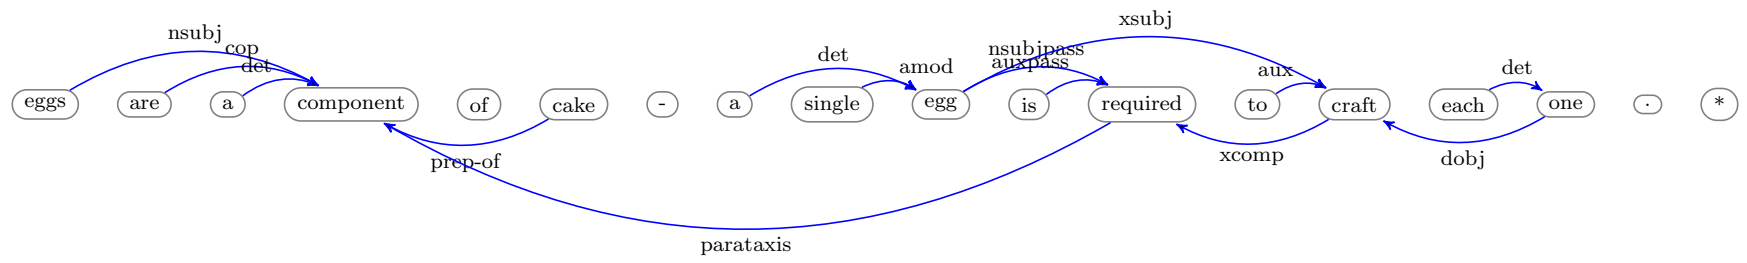 xsubj
nsubj
cop
det
det
amod
nsubjpass
auxpass
aux
det
eggs are a component of cake - a single egg is required to craft each one . *
prep-of
xcomp
dobj
parataxis